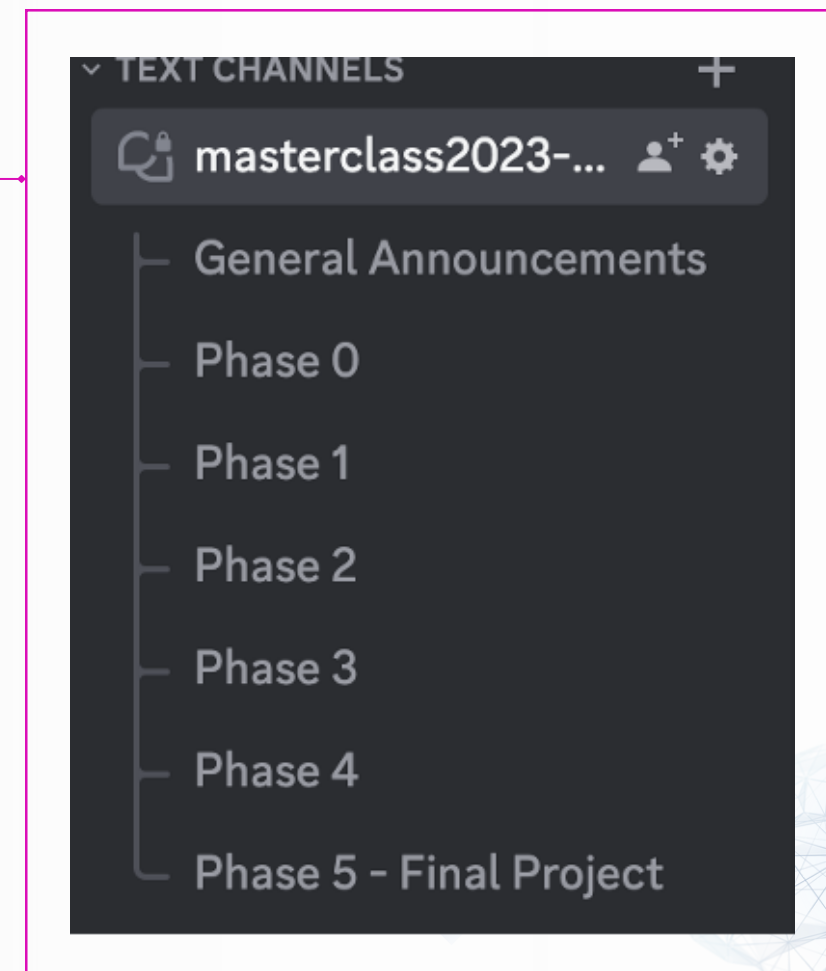 TEXT CHANNELS
masterclass2023-...
General Announcements
Phase 0
Phase 1
Phase 2
Phase 3
Phase 4
Phase 5 - Final Project